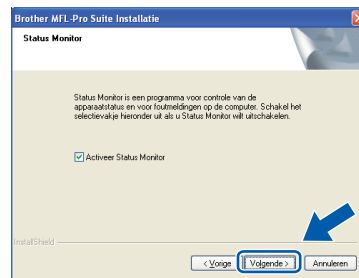 Brother MFL-Pro Suite Installatie
Status Monitor
Status Monitor is een programma voor controle van de
apparaatstatus en voor foutmeldingen op de computer. Schakel het
selectievakje hieronder uit als u Status Monitor wilt uitschakelen.
Activeer Status Monitor
InstallShield
< Vorige Volgende > Annuleren